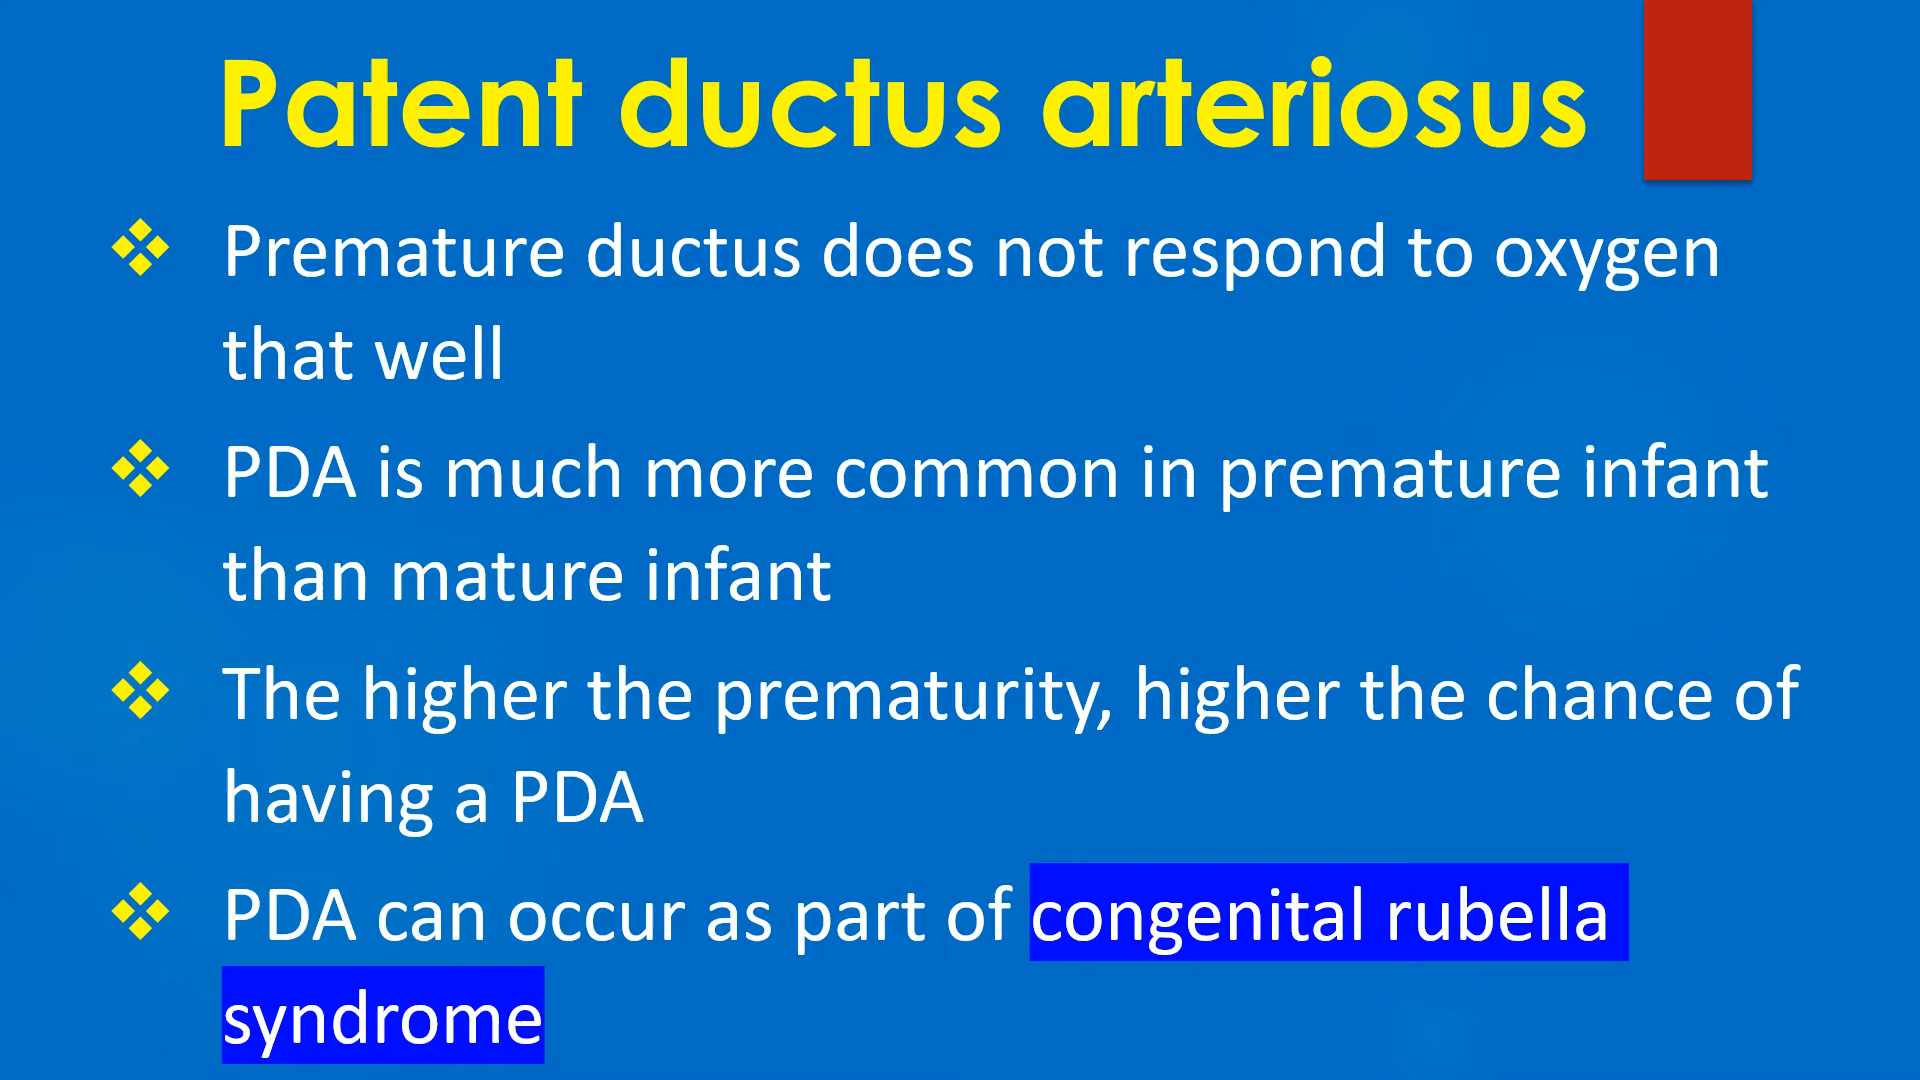 Patent ductus arteriosus
Premature ductus does not respond to oxygen
that well
PDA is much more common in premature infant
than mature infant
The higher the prematurity, higher the chance of
having a PDA
PDA can occur as part of congenital rubella
syndrome